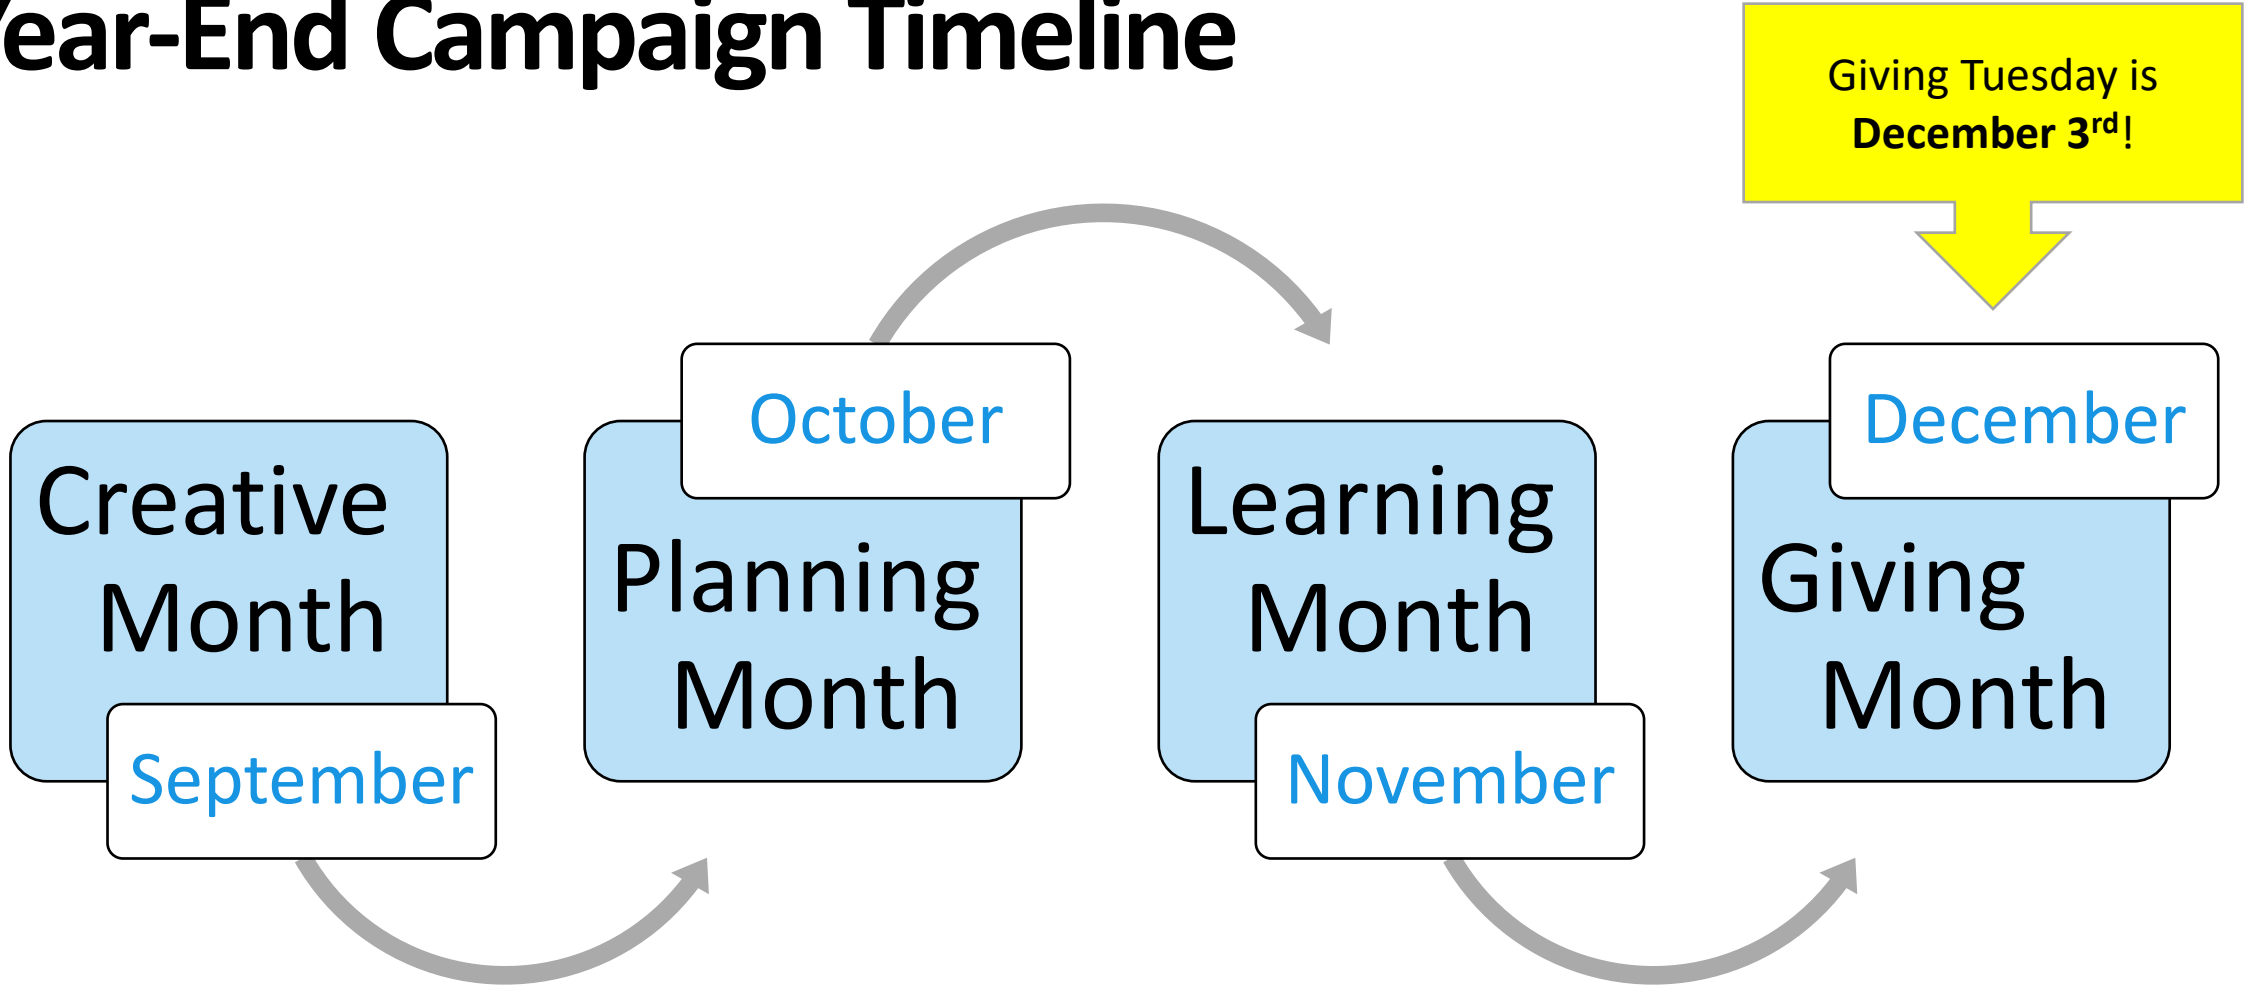 Year-End Campaign Timeline
Giving Tuesday is
December 3rd!
Creative
Month
September
October
Planning
Month
Learning
Month
November
December
Giving
Month